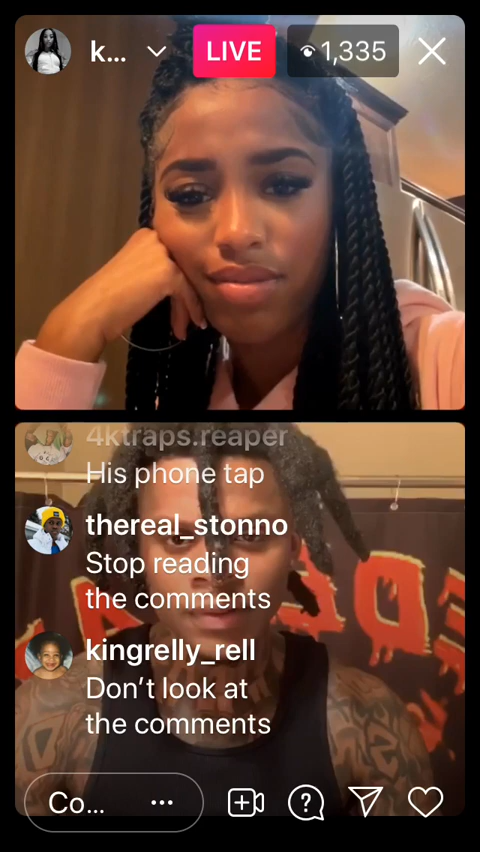 k...
LIVE
1,335
4ktraps.reaper
His phone tap
thereal_stonno
Stop reading
the comments
kingrelly_rell
Don't look at
the comments
Co...